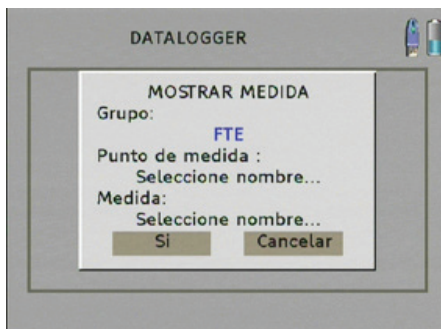 DATALOGGER
MOSTRAR MEDIDA
Grupo:
FTE
Punto de medida :
Seleccione nombre...
Medida:
Seleccione nombre...
Si
Cancelar